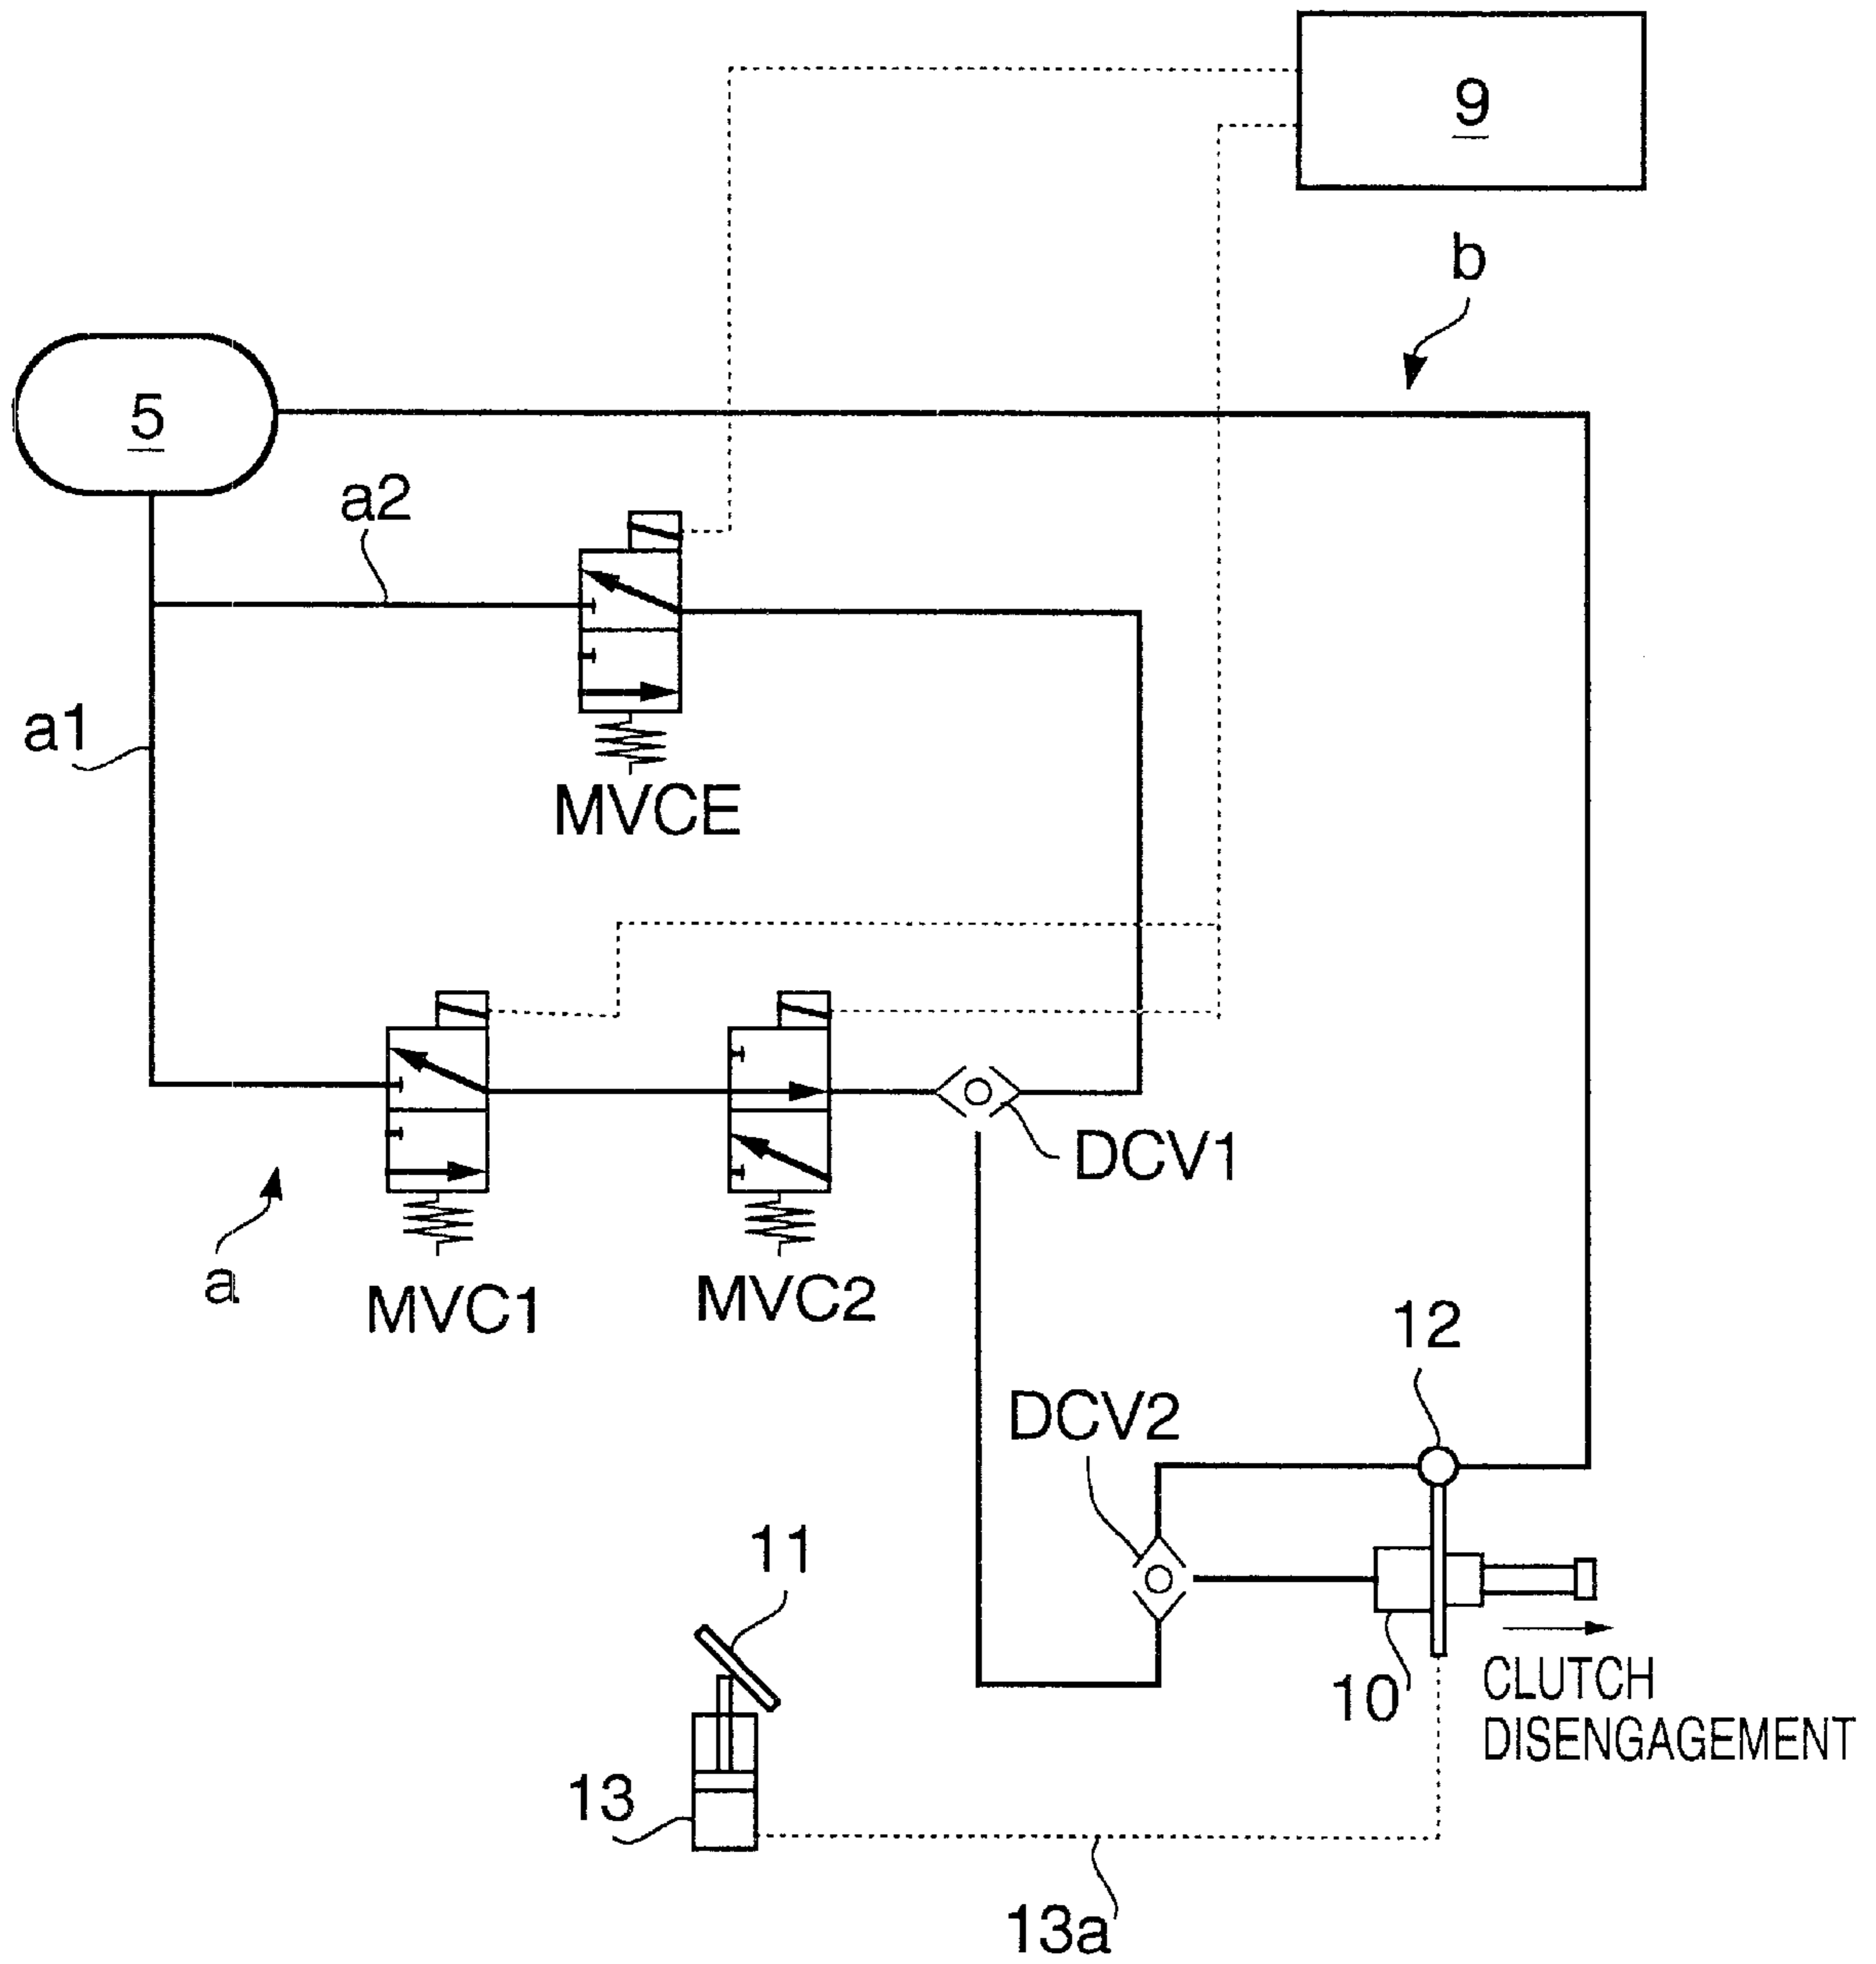 9
b
5
a2
a1
MVCE
DCV1
a
MVC1
MVC2
12
DCV2
11
10
CLUTCH
DISENGAGEMENT
13
13a